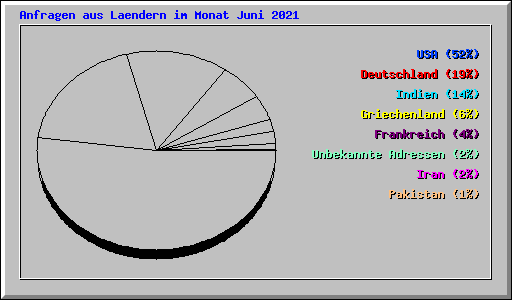 Anfragen aus Laendern im Monat Juni 2021
USA (52%)
Deutschland (19%)
Indien (14%)
Griechenland (6%)
Frankreich (4%)
Unbekannte Adressen (2%)
Iran (2%)
Pakistan (1%)